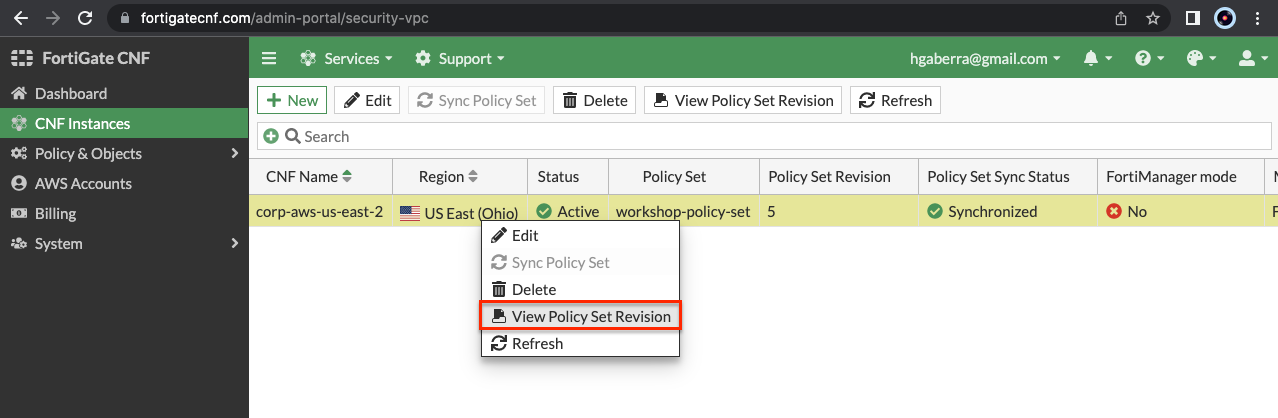 fortigatecnf.com/admin-portal/security-vpc
FortiGate CNF
Services
Support
hgaberra@gmail.com
Dashboard
CNF Instances
Policy & Objects
AWS Accounts
Billing
System
New
Edit
Sync Policy Set
Delete
View Policy Set Revision
Refresh
Search
CNF Name Region Status Policy Set Policy Set Revision Policy Set Sync Status FortiManager mode
corp-aws-us-east-2 US East (Ohio) Active workshop-policy-set 5 Synchronized No
Edit
Sync Policy Set
Delete
View Policy Set Revision
Refresh